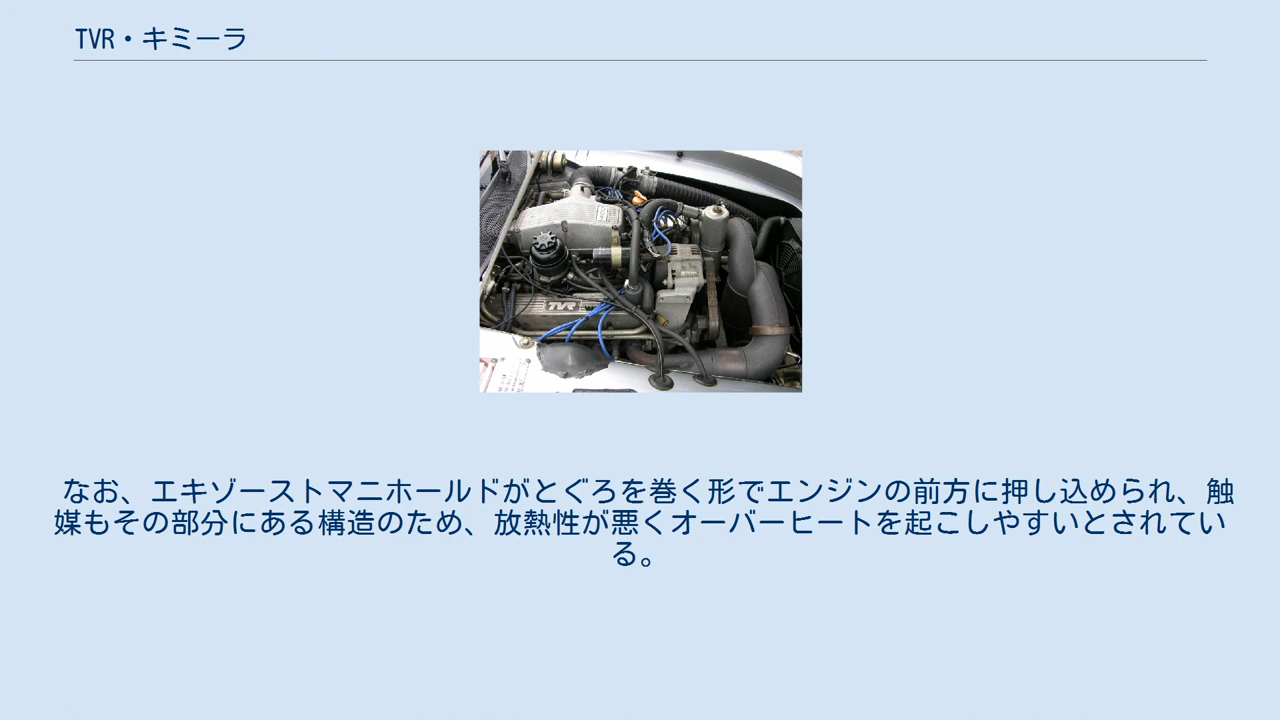 TVR・キミーラ
TVR
なお、エキゾーストマニホールドがとぐろを巻く形でエンジンの前方に押し込められ、触
媒もその部分にある構造のため、放熱性が悪くオーバーヒートを起こしやすいとされてい
る。